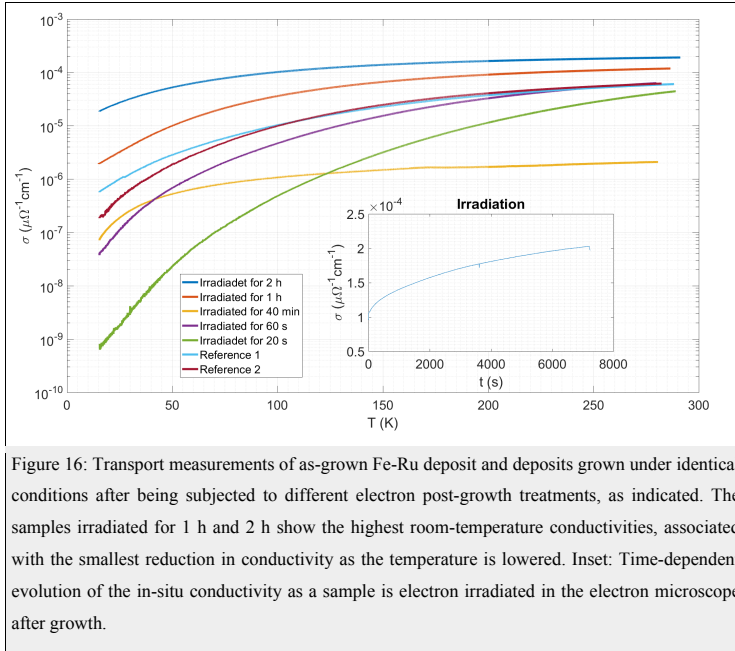 10-3
10-4
10-5
10-6
10-7
10-8
10-9
10-10
σ (μΩ-1cm-1)
0 50 100 150 200 250 300
T (K)
Irradiadet for 2 h
Irradiated for 1 h
Irradiated for 40 min
Irradiated for 60 s
Irradiadet for 20 s
Reference 1
Reference 2
×10-4
Irradiation
2.5
2
1.5
1
0.5
σ (μΩ-1cm-1)
0 2000 4000 6000 8000
t (s)
Figure 16: Transport measurements of as-grown Fe-Ru deposit and deposits grown under identica
conditions after being subjected to different electron post-growth treatments, as indicated. The
samples irradiated for 1 h and 2 h show the highest room-temperature conductivities, associated
with the smallest reduction in conductivity as the temperature is lowered. Inset: Time-dependen
evolution of the in-situ conductivity as a sample is electron irradiated in the electron microscope
after growth.